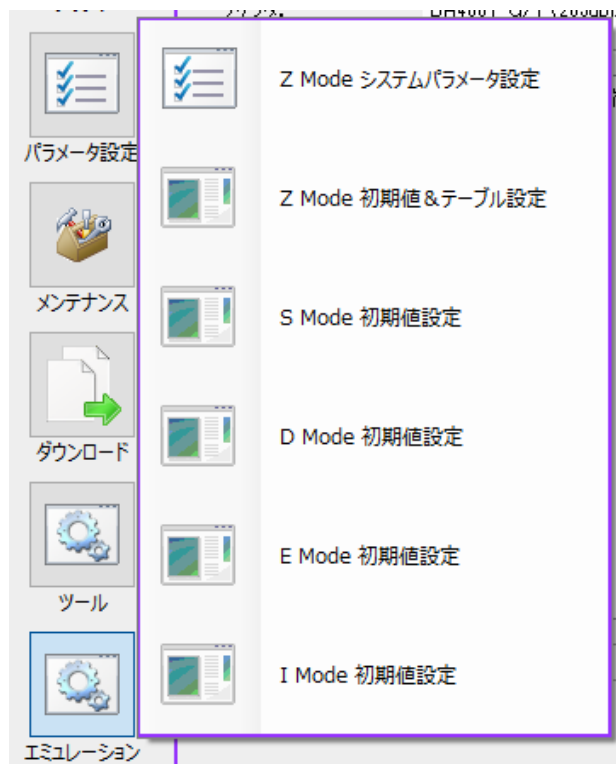 パラメータ設定
メンテナンス
ダウンロード
ツール
エミュレーション
Z Mode システムパラメータ設定
Z Mode 初期値&テーブル設定
S Mode 初期値設定
D Mode 初期値設定
E Mode 初期値設定
I Mode 初期値設定